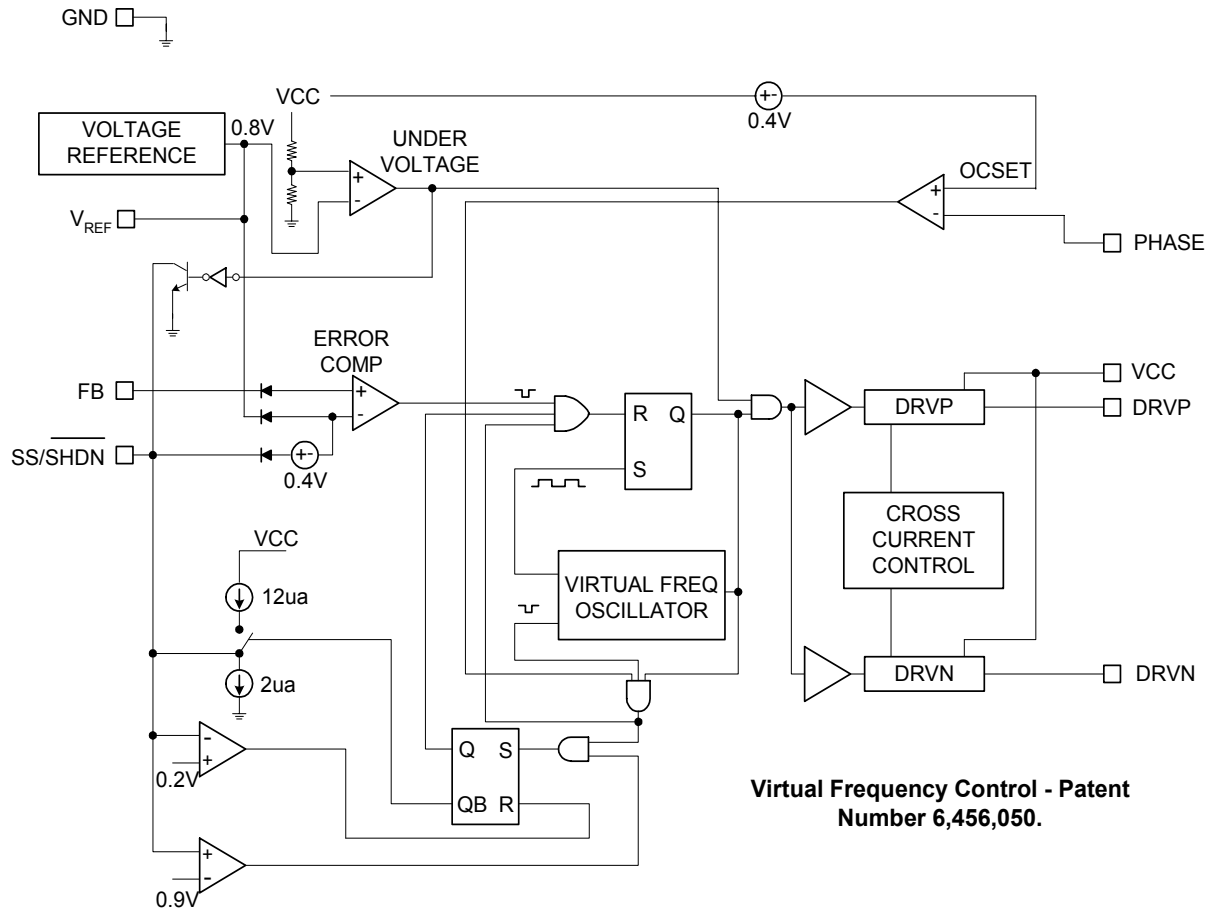 GND
VCC
+-
0.4V
VOLTAGE
REFERENCE
0.8V
UNDER
VOLTAGE
+
-
OCSET
+
-
VREF
PHASE
ERROR
COMP
FB
+
-
SS/SHDN
+-
0.4V
R Q
S
VCC
DRVP
DRVP
CROSS
CURRENT
CONTROL
VCC
12ua
VIRTUAL FREQ
OSCILLATOR
2ua
DRVN
DRVN
-
+
0.2V
Q S
QB R
+
-
0.9V
Virtual Frequency Control - Patent
Number 6,456,050.